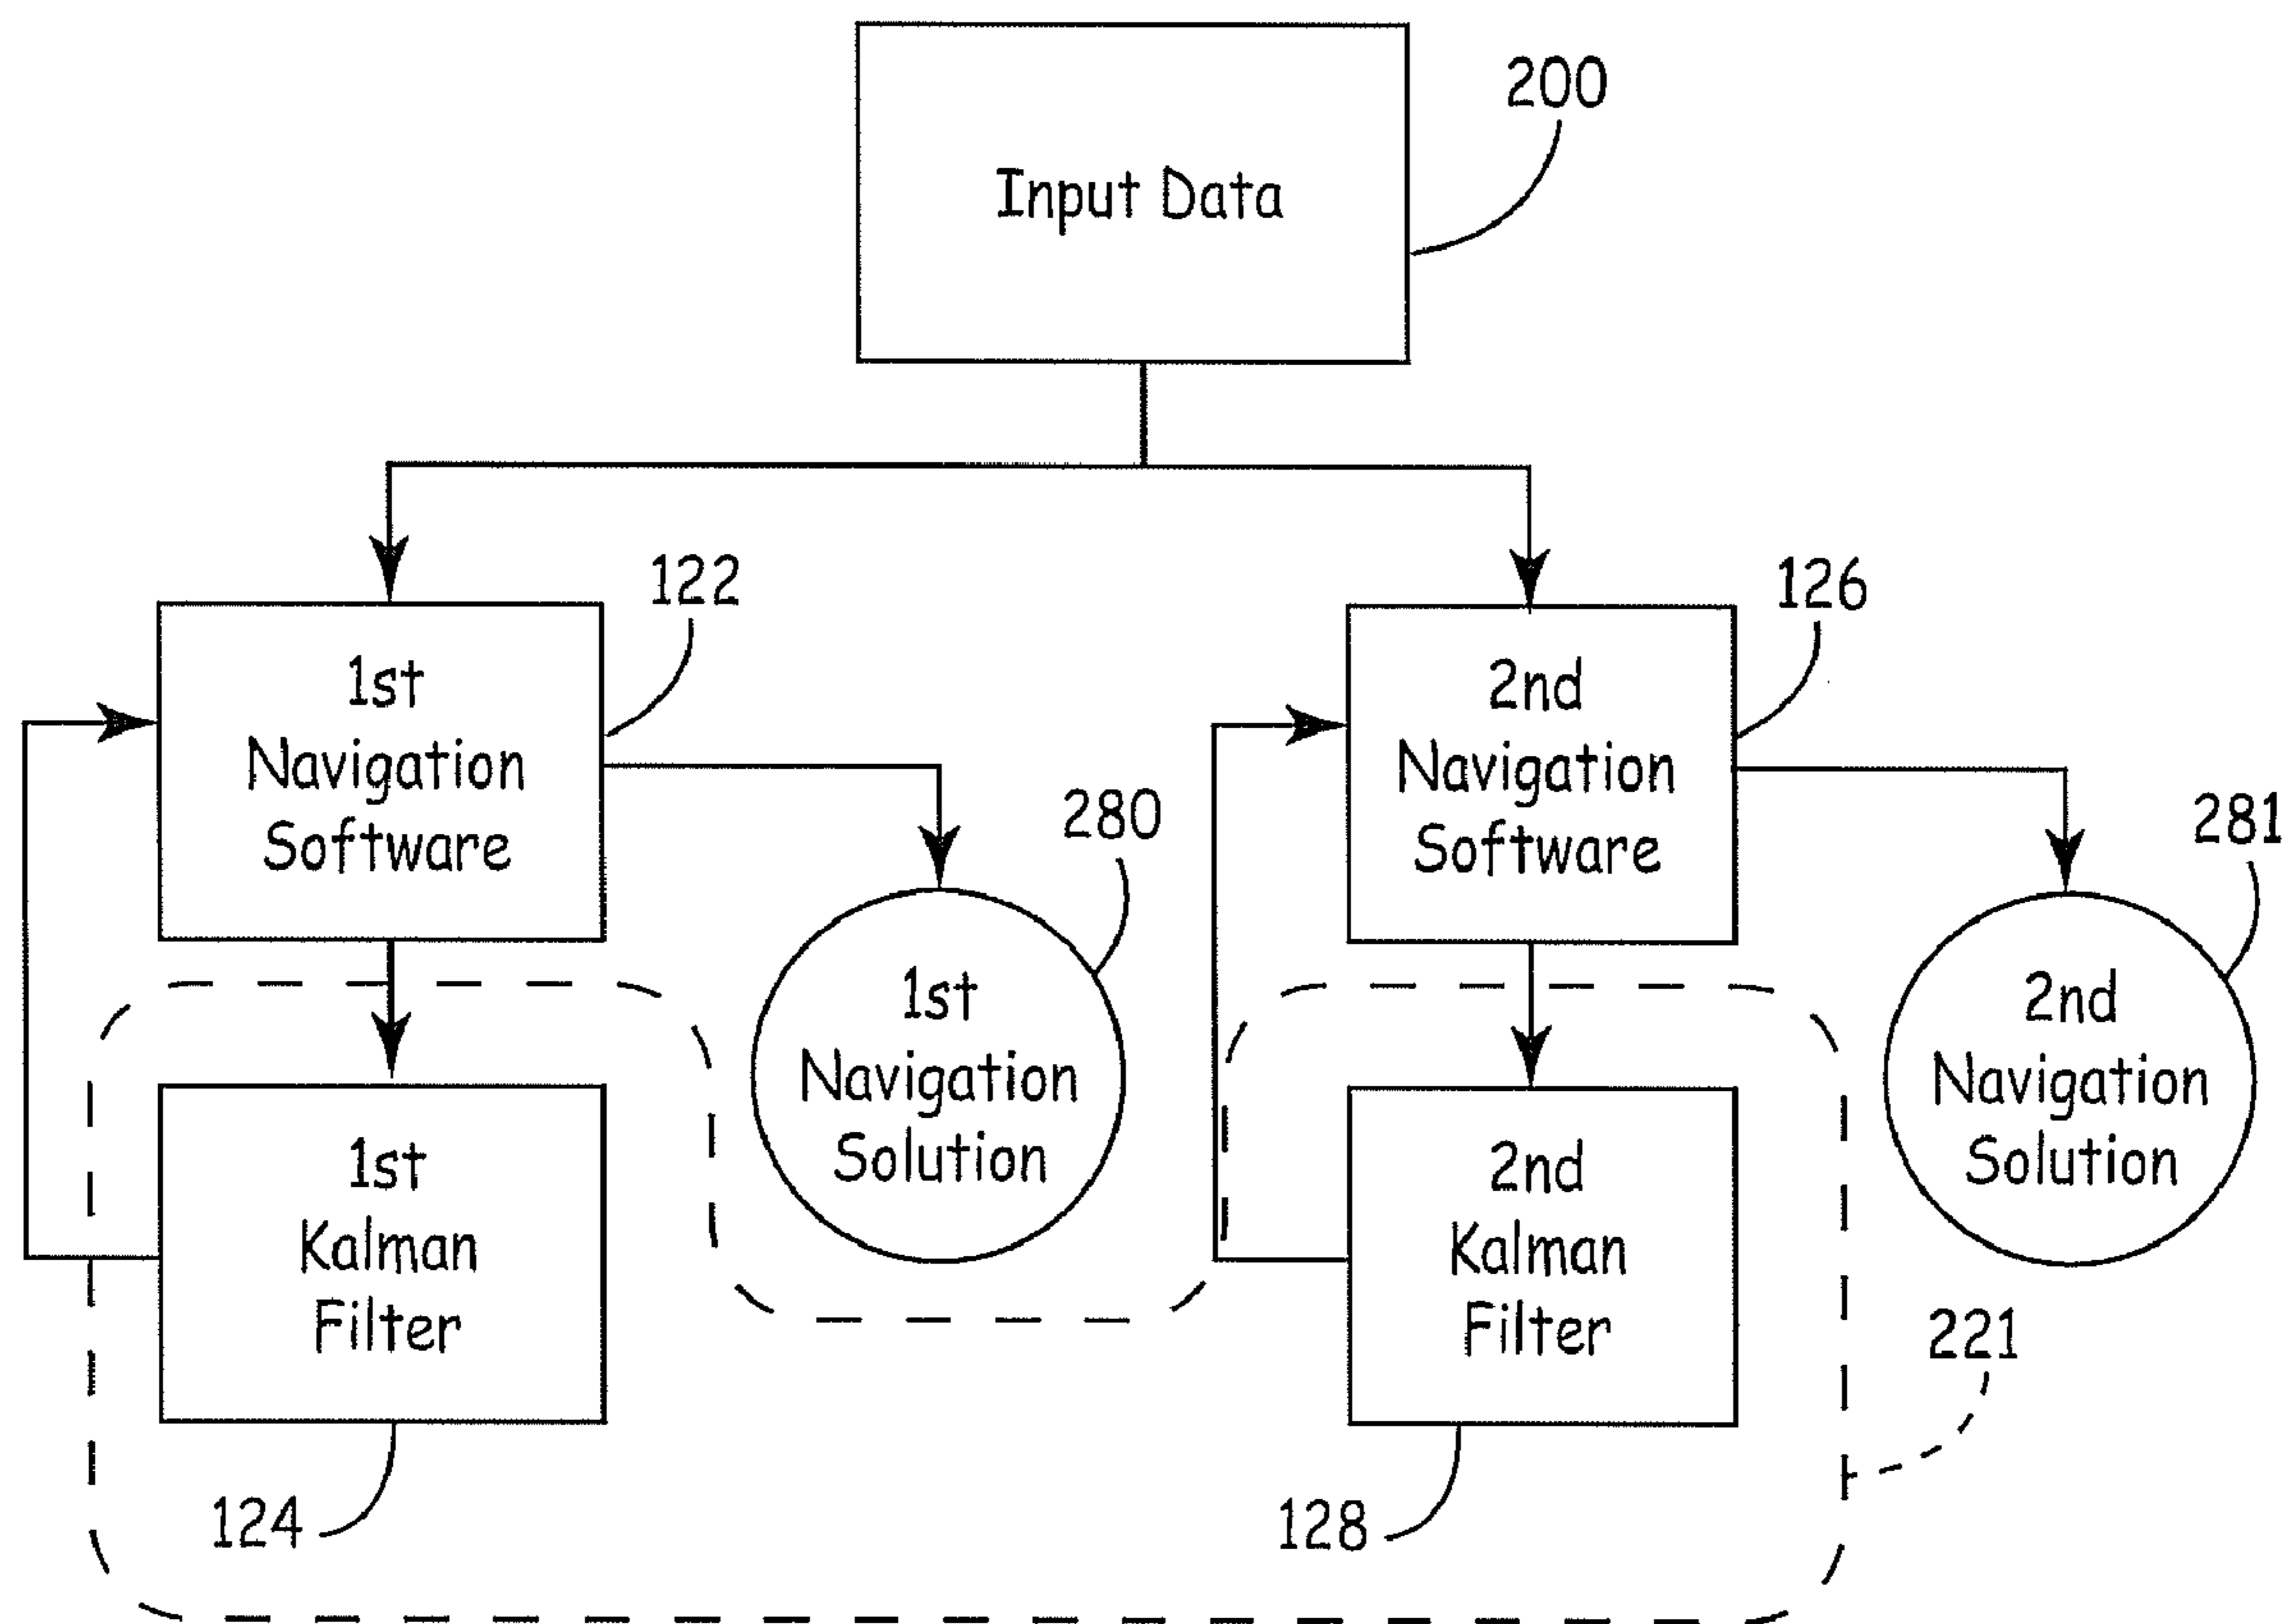 200
Input Data
122
126
1st
Navigation
Software
2nd
Navigation
Software
280
281
1st
Navigation
Solution
2nd
Navigation
Solution
1st
Kalman
Filter
2nd
Kalman
Filter
221
124
128